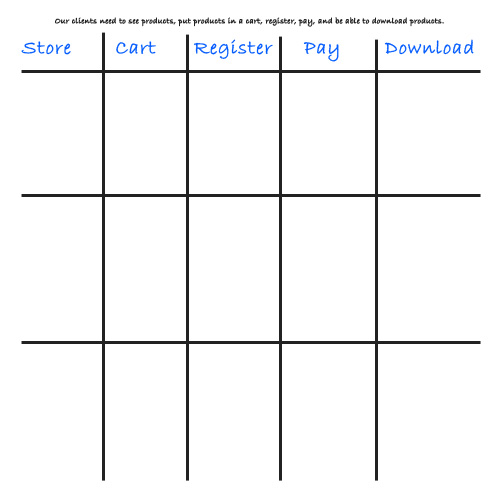 Our clients need to see products, put products in a cart, register, pay, and be able to download products.
Store Cart Register Pay Download